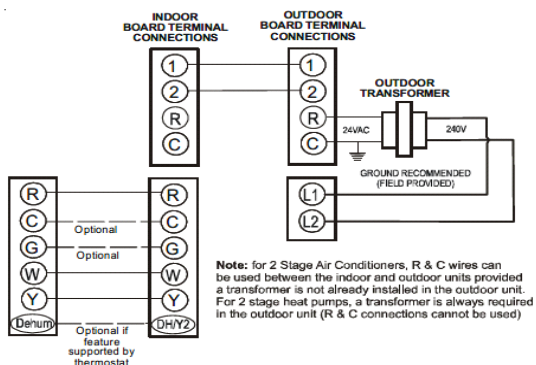 INDOOR
BOARD TERMINAL
CONNECTIONS
OUTDOOR
BOARD TERMINAL
CONNECTIONS
1
2
R
C
1
2
R
C
OUTDOOR
TRANSFORMER
24VAC
240V
GROUND RECOMMENDED
(FIELD PROVIDED)
L1
L2
R
C
G
W
Y
Dehum
Optional
Optional
Optional if
feature
supported by
thermostat
R
C
G
W
Y
DH/Y2
Note: for 2 Stage Air Conditioners, R & C wires can
be used between the indoor and outdoor units provided
a transformer is not already installed in the outdoor unit.
For 2 stage heat pumps, a transformer is always required
in the outdoor unit (R & C connections cannot be used)